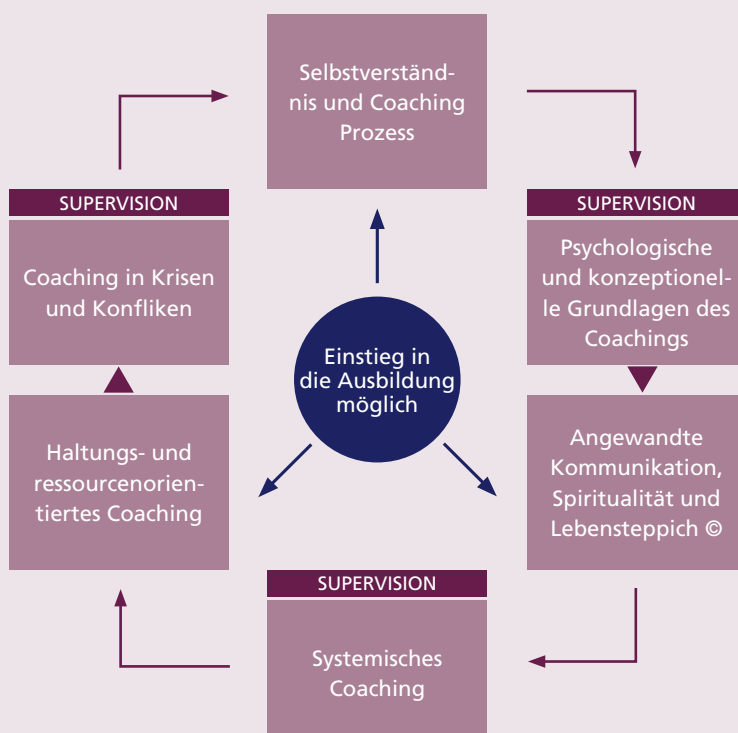 Selbstverständ-
nis und Coaching
Prozess
SUPERVISION
Psychologische
und konzeptionel-
le Grundlagen des
Coachings
Angewandte
Kommunikation,
Spiritualität und
Lebensteppich ©
SUPERVISION
Systemisches
Coaching
Haltungs- und
ressourcenorien-
tiertes Coaching
SUPERVISION
Coaching in Krisen
und Konfliken
Einstieg in
die Ausbildung
möglich